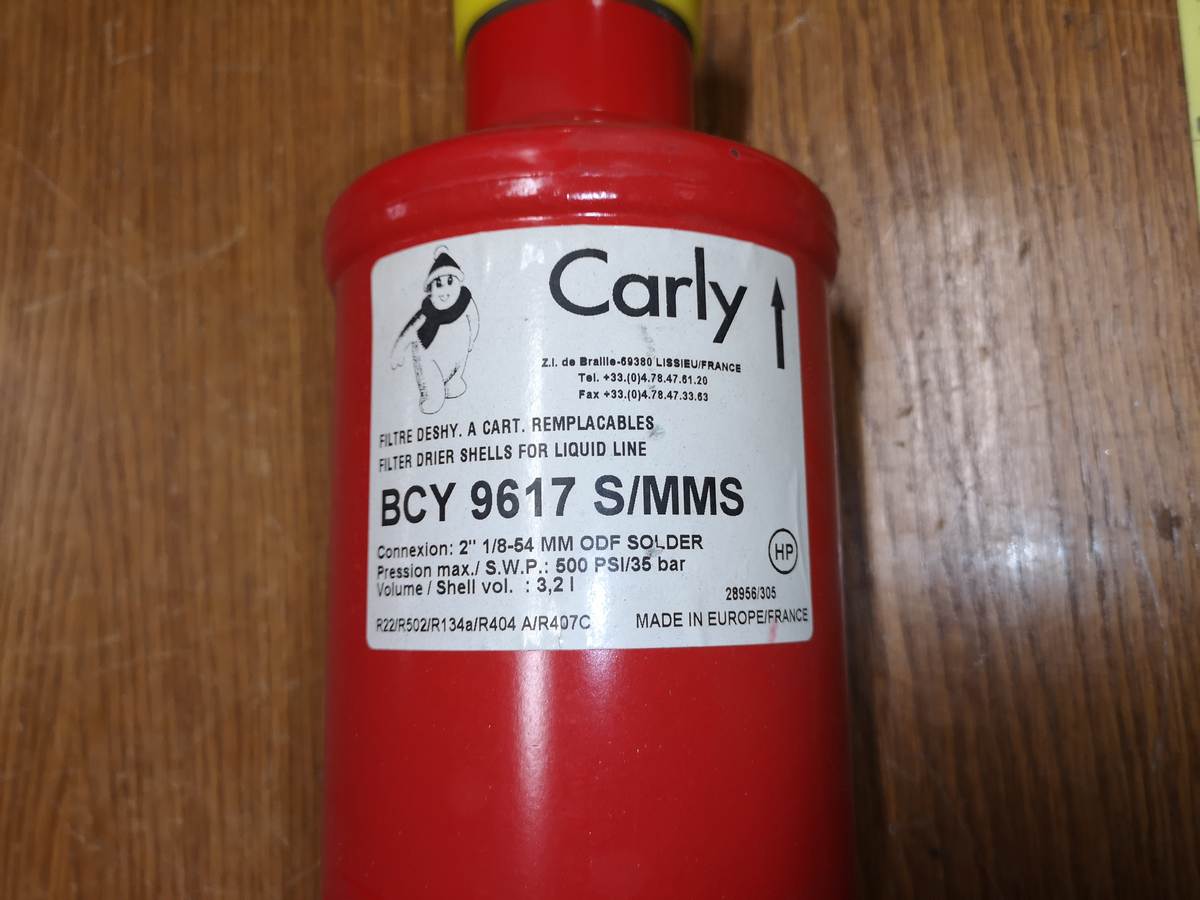 Carly
Z.I. de Braille-69380 LISSIEU/FRANCE
Tel. +33.(0)4.78.47.61.20
Fax +33.(0)4.78.47.33.63
FILTRE DESHY. A CART. REMPLACABLES
FILTER DRIER SHELLS FOR LIQUID LINE
BCY 9617 S/MMS
Connexion: 2" 1/8-54 MM ODF SOLDER
Pression max./ S.W.P.: 500 PSI/35 bar
HP
Volume / Shell vol. : 3,2 l
28956/305
R22/R502/R134a/R404 A/R407C MADE IN EUROPE/FRANCE